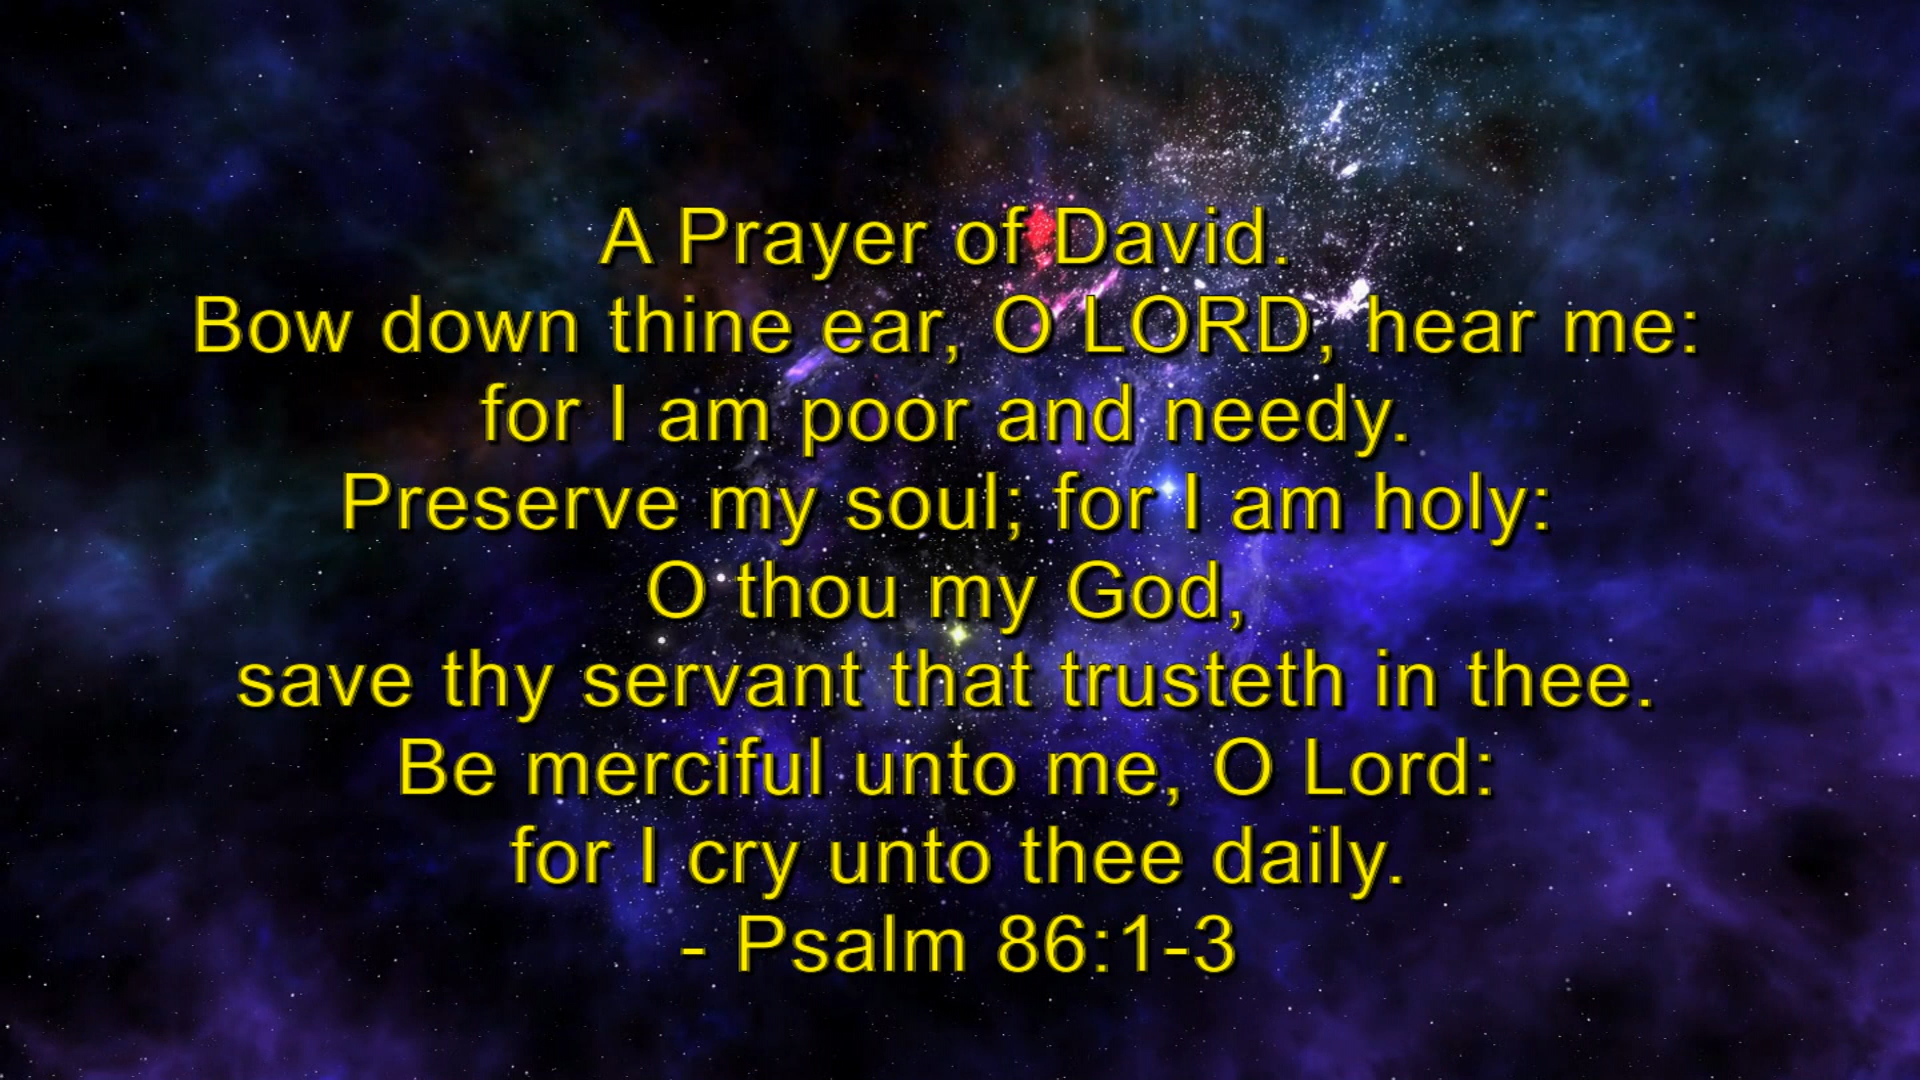 A Prayer of David.
Bow down thine ear, O LORD, hear me:
for I am poor and needy.
Preserve my soul; for I am holy:
O thou my God,
save thy servant that trusteth in thee.
Be merciful unto me, O Lord:
for I cry unto thee daily.
- Psalm 86:1-3